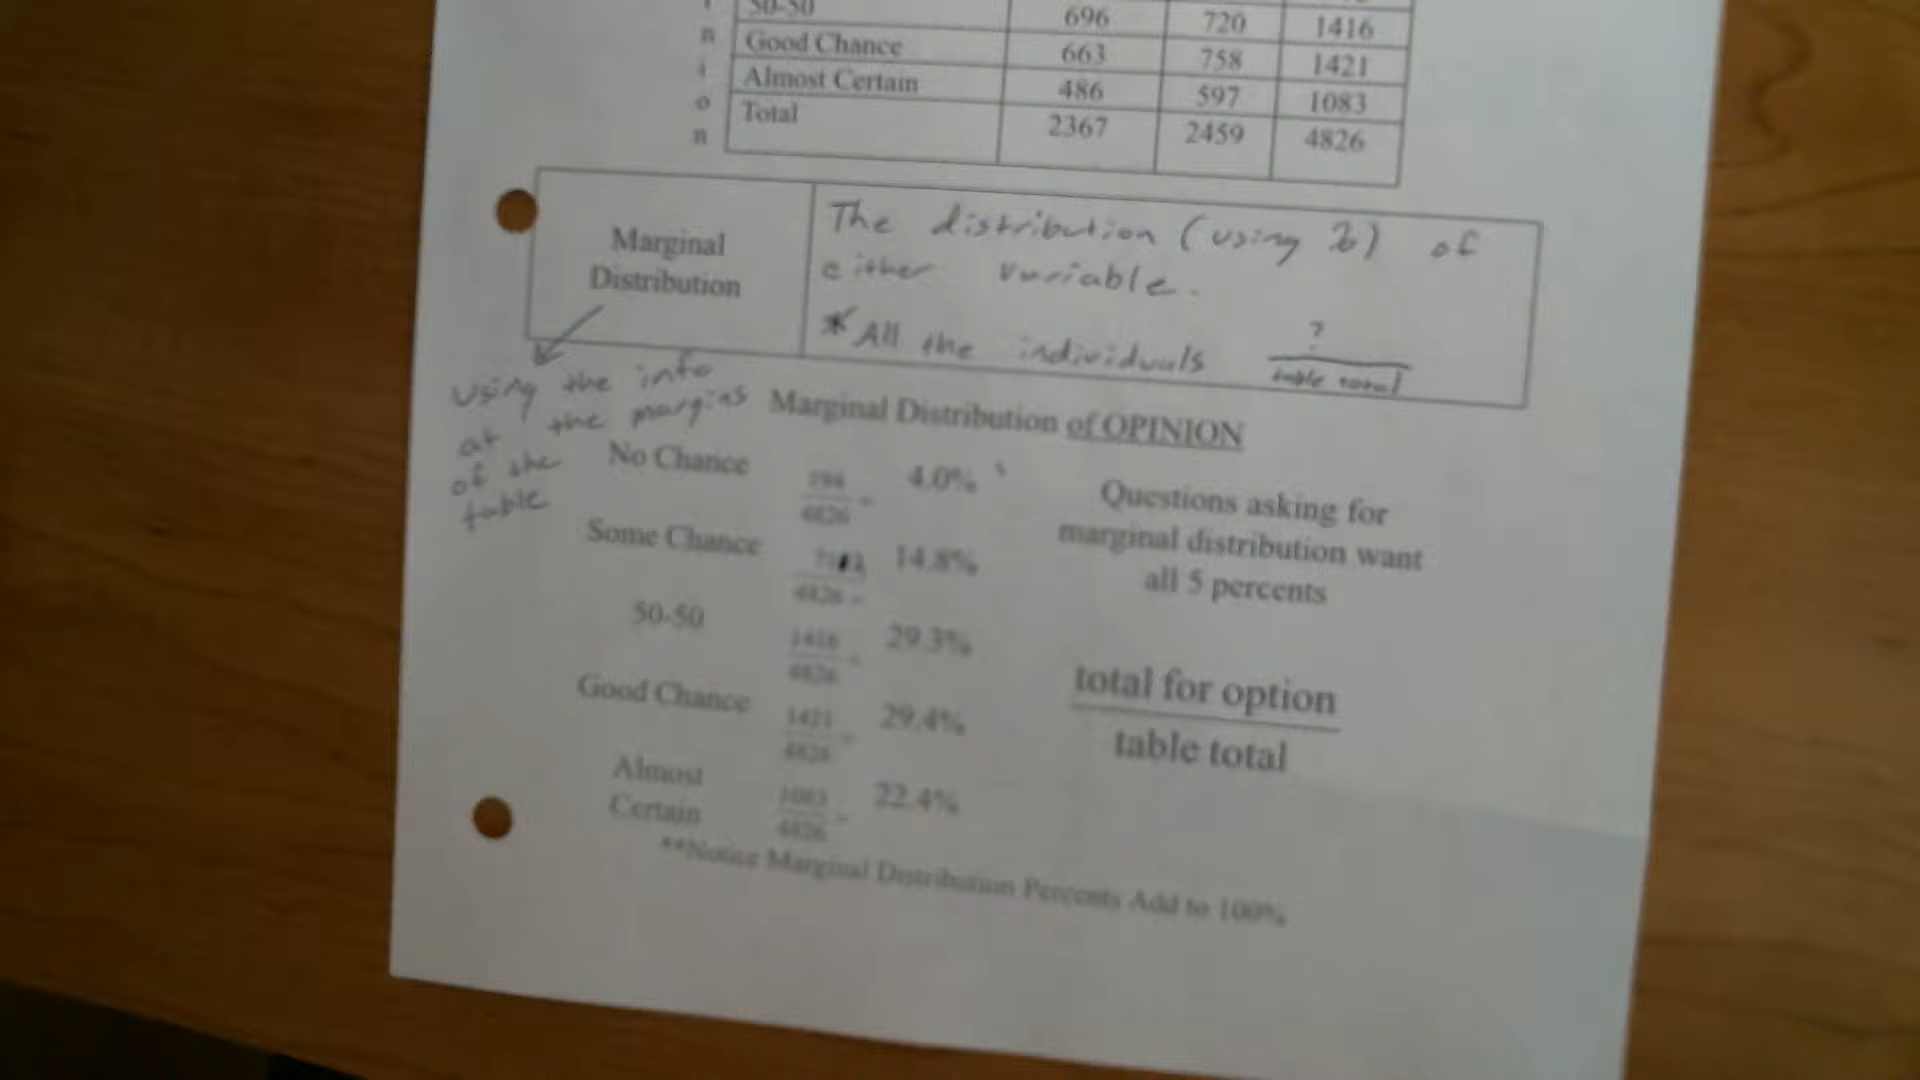 50-50 696 720 1416
n Good Chance 663 758 1421
i Almost Certain 486 597 1083
o Total 2367 2459 4826
n
Marginal
Distribution
The distribution (using %) of
either variable.
* All the individuals ?
table total
using the info
at the margins
of the
table
Marginal Distribution of OPINION
No Chance 194
4826 = 4.0%
Some Chance
4826 = 14.8%
50-50 1416
4826 = 29.3%
Good Chance 1421
4826 = 29.4%
Almost
Certain 1083
4826 = 22.4%
Questions asking for
marginal distribution want
all 5 percents
total for option
table total
**Notice Marginal Distribution Percents Add to 100%